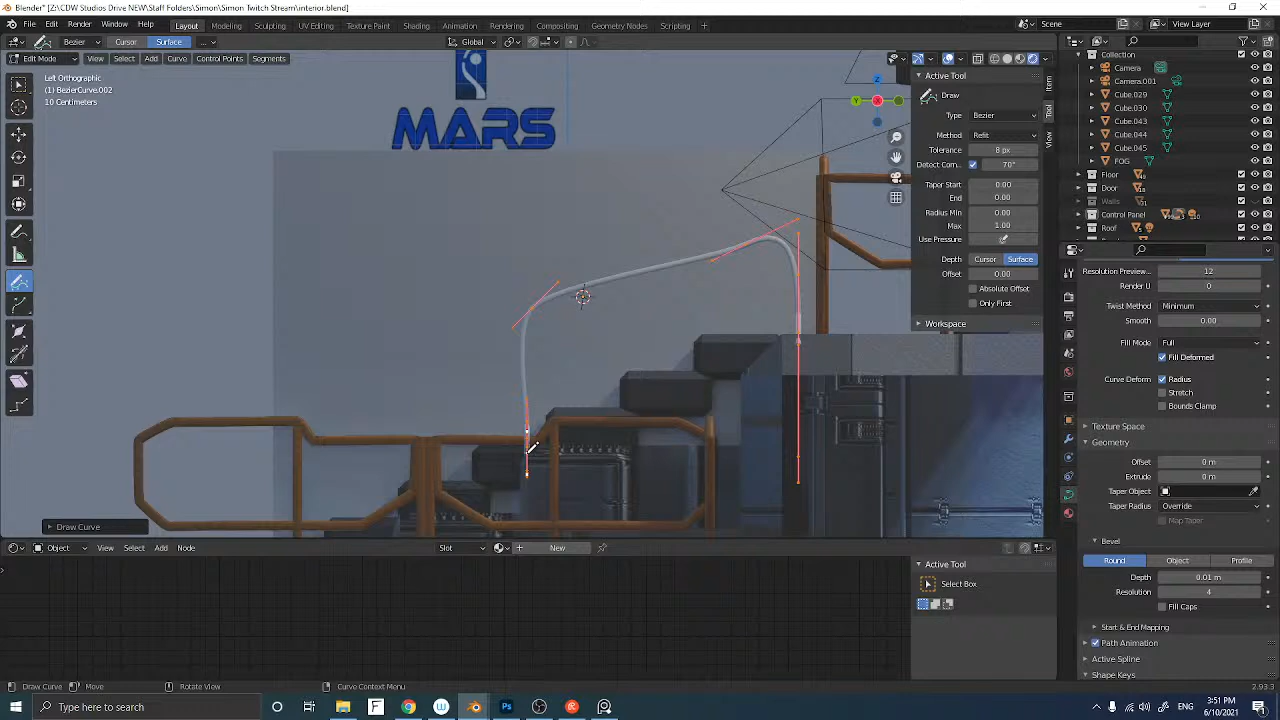 Blender* [Z:\CDW Studios Drive NEW\Staff Folders\Simon\Simon Twitch Stream\interior.blend]
File Edit Render Window Help Layout Modeling Sculpting UV Editing Texture Paint Shading Animation Rendering Compositing Geometry Nodes Scripting + Scene View Layer
Bezier Cursor Surface ... Global
Edit Mode View Select Add Curve Control Points Segments
Left Orthographic
(1) BezierCurve.002
10 Centimeters
MARS
Z
Y
X
Active Tool
Draw
Type Bezier
Method Refit
Tolerance 8 px
Detect Corn... 70°
Taper Start 0.00
End 0.00
Radius Min 0.00
Max 1.00
Use Pressure
Depth Cursor Surface
Offset 0.00
Absolute Offset
Only First
Workspace
Item
Tool
View
Collection
Camera
Camera.001
Cube.029
Cube.030
Cube.043
Cube.044
Cube.045
FOG
Floor
Door
Walls
Control Panel
Roof
Resolution Preview... 12
Render U 0
Twist Method Minimum
Smooth 0.00
Fill Mode Full
Fill Deformed
Curve Deform Radius
Stretch
Bounds Clamp
Texture Space
Geometry
Offset 0 m
Extrude 0 m
Taper Object Object
Taper Radius Override
Map Taper
Bevel
Round Object Profile
Depth 0.01 m
Resolution 4
Fill Caps
Start & End Mapping
Path Animation
Active Spline
Shape Keys
Draw Curve
Object View Select Add Node Slot + New
Active Tool
Select Box
Draw Curve Move Rotate View Curve Context Menu 2.93.3
Type here to search
3:51 PM
6/10/2021